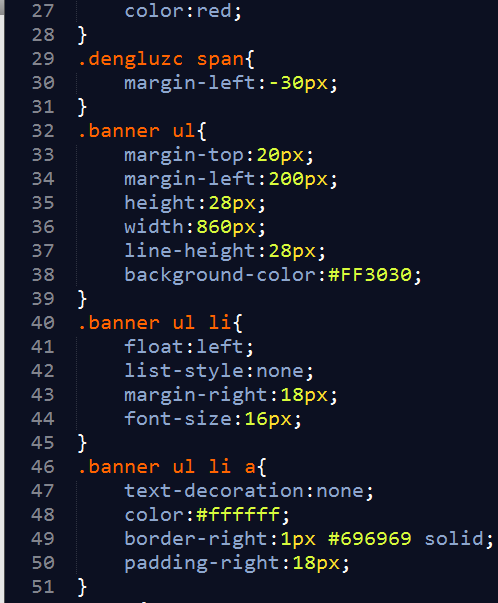 27 color:red;
28 }
29 .dengluzc span{
30 margin-left:-30px;
31 }
32 .banner ul{
33 margin-top:20px;
34 margin-left:200px;
35 height:28px;
36 width:860px;
37 line-height:28px;
38 background-color:#FF3030;
39 }
40 .banner ul li{
41 float:left;
42 list-style:none;
43 margin-right:18px;
44 font-size:16px;
45 }
46 .banner ul li a{
47 text-decoration:none;
48 color:#ffffff;
49 border-right:1px #696969 solid;
50 padding-right:18px;
51 }